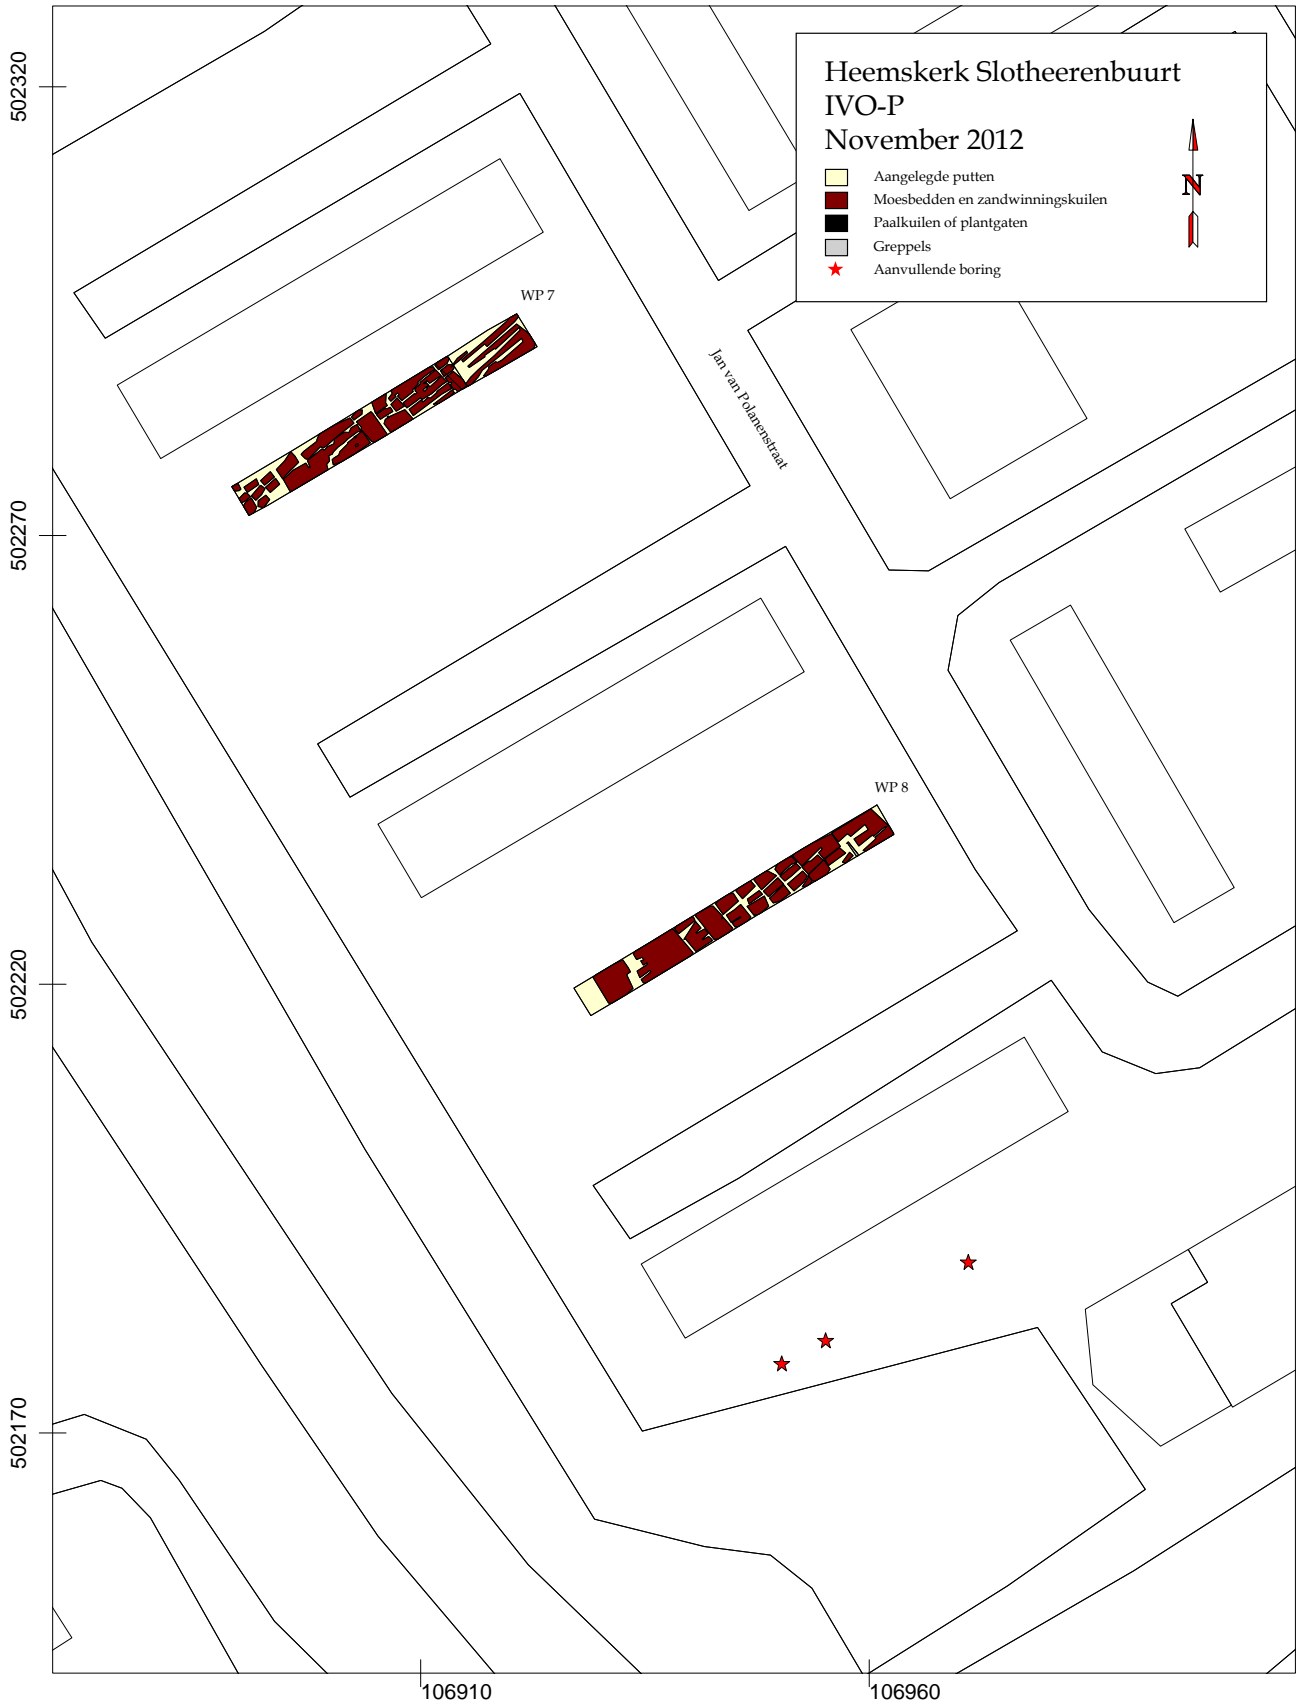 Heemskerk Slotheerenbuurt
IVO-P
November 2012
Aangelegde putten
Moesbedden en zandwinningskuilen
Paalkuilen of plantgaten
Greppels
Aanvullende boring
N
502320
WP 7
Jan van Polanenstraat
502270
WP 8
502220
502170
106910
106960